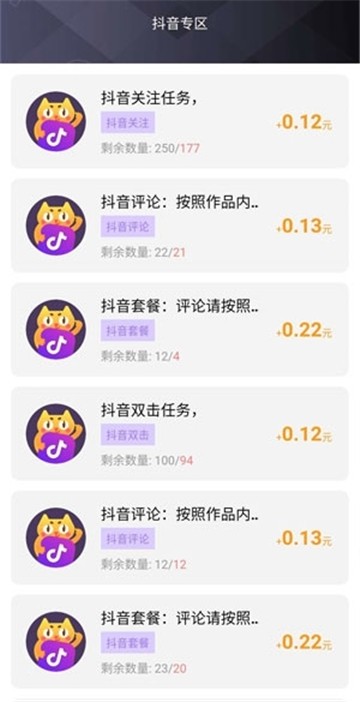 抖音专区
抖音关注任务，
抖音关注
+0.12元
剩余数量: 250/177
抖音评论：按照作品内..
抖音评论
+0.13元
剩余数量: 22/21
抖音套餐：评论请按照..
抖音套餐
+0.22元
剩余数量: 12/4
抖音双击任务，
抖音双击
+0.12元
剩余数量: 100/94
抖音评论：按照作品内..
抖音评论
+0.13元
剩余数量: 12/12
抖音套餐：评论请按照..
抖音套餐
+0.22元
剩余数量: 23/20